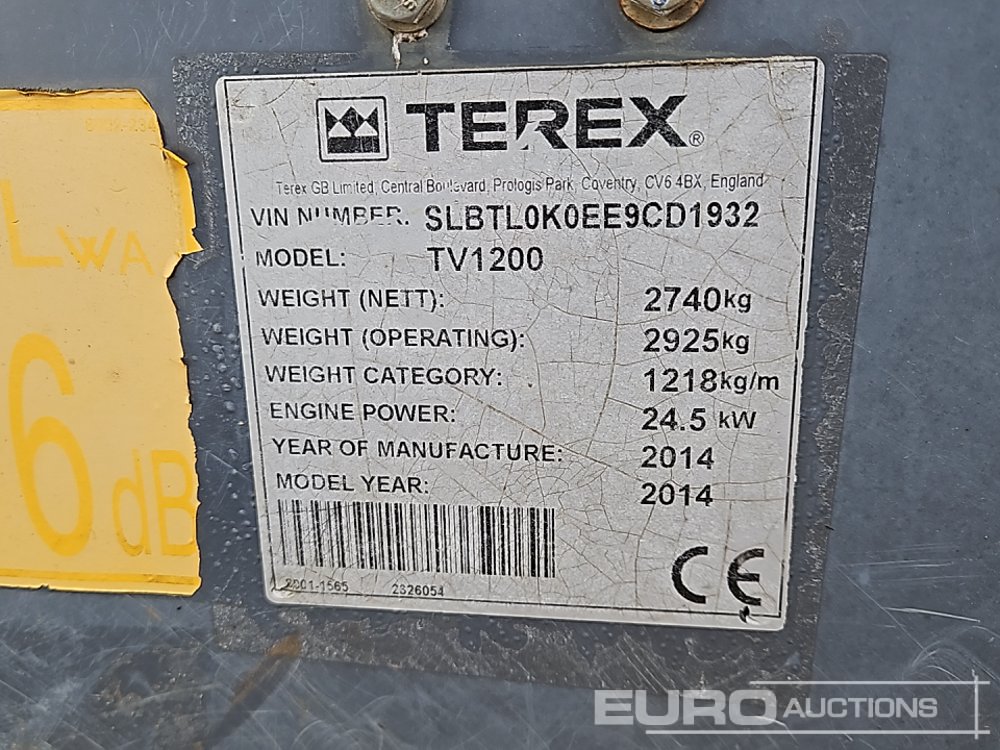 TEREX®
Terex GB Limited, Central Boulevard, Prologis Park, Coventry, CV6 4BX, England
VIN NUMBER: SLBTL0K0EE9CD1932
MODEL: TV1200
WEIGHT (NETT): 2740kg
WEIGHT (OPERATING): 2925kg
WEIGHT CATEGORY: 1218kg/m
ENGINE POWER: 24.5 kW
YEAR OF MANUFACTURE: 2014
MODEL YEAR: 2014
2001-1565 2826054
CE
LWA
6
dB
EURO AUCTIONS